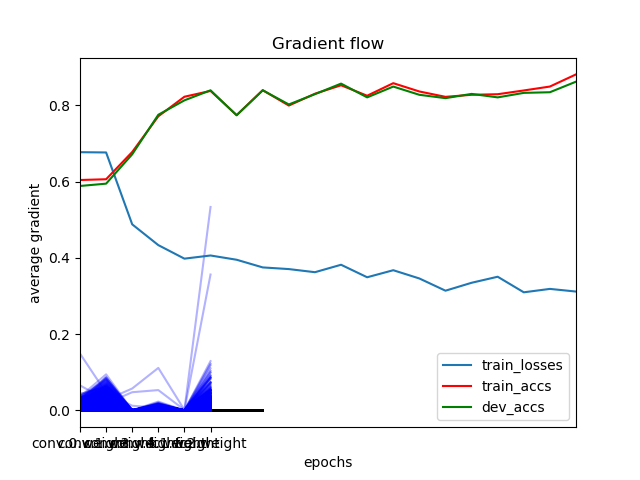 Gradient flow
average gradient
0.8
0.6
0.4
0.2
0.0
train_losses
train_accs
dev_accs
epochs